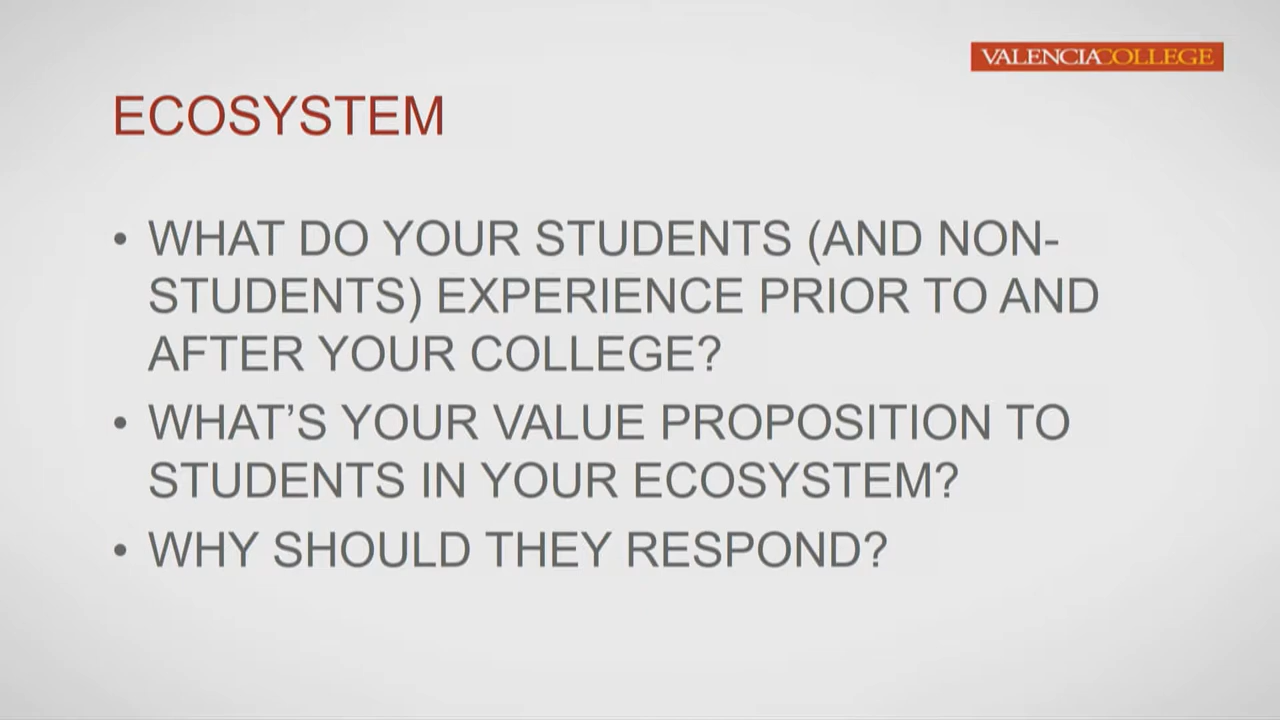 VALENCIACOLLEGE
ECOSYSTEM
• WHAT DO YOUR STUDENTS (AND NON-
STUDENTS) EXPERIENCE PRIOR TO AND
AFTER YOUR COLLEGE?
• WHAT’S YOUR VALUE PROPOSITION TO
STUDENTS IN YOUR ECOSYSTEM?
• WHY SHOULD THEY RESPOND?